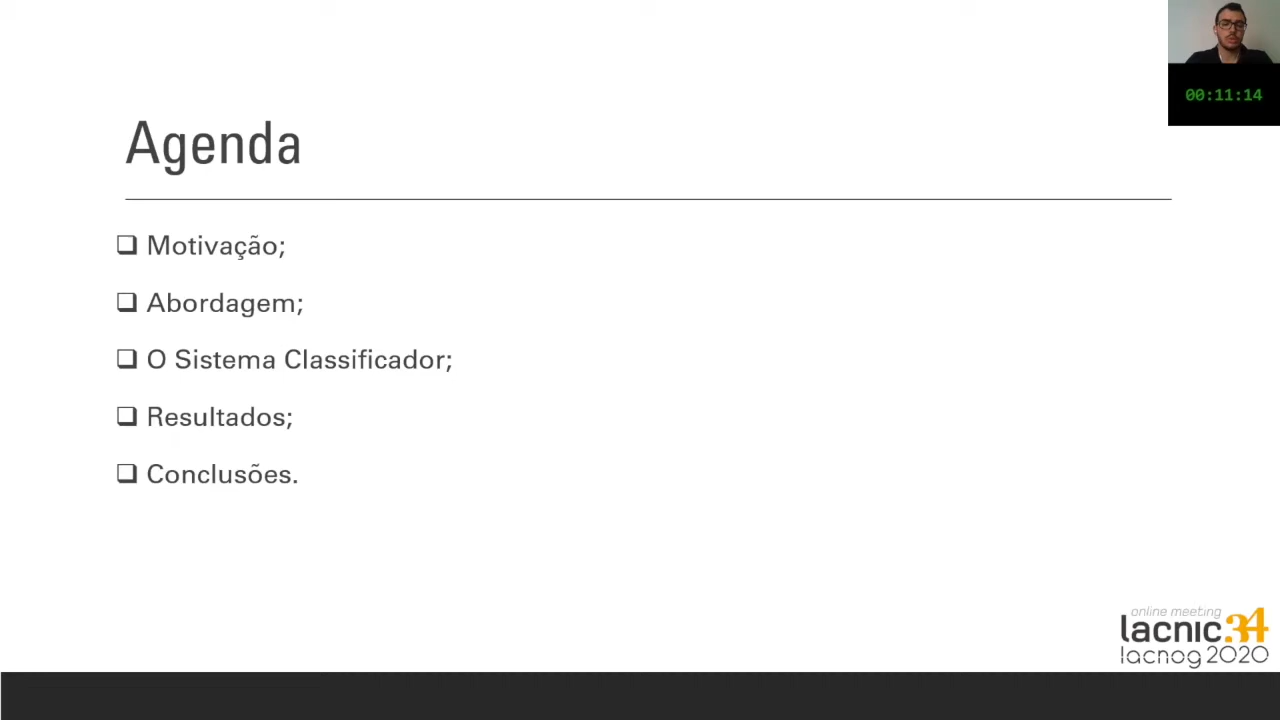 00:11:14
Agenda
Motivação;
Abordagem;
O Sistema Classificador;
Resultados;
Conclusões.
online meeting
lacnic.34
lacnog 2020